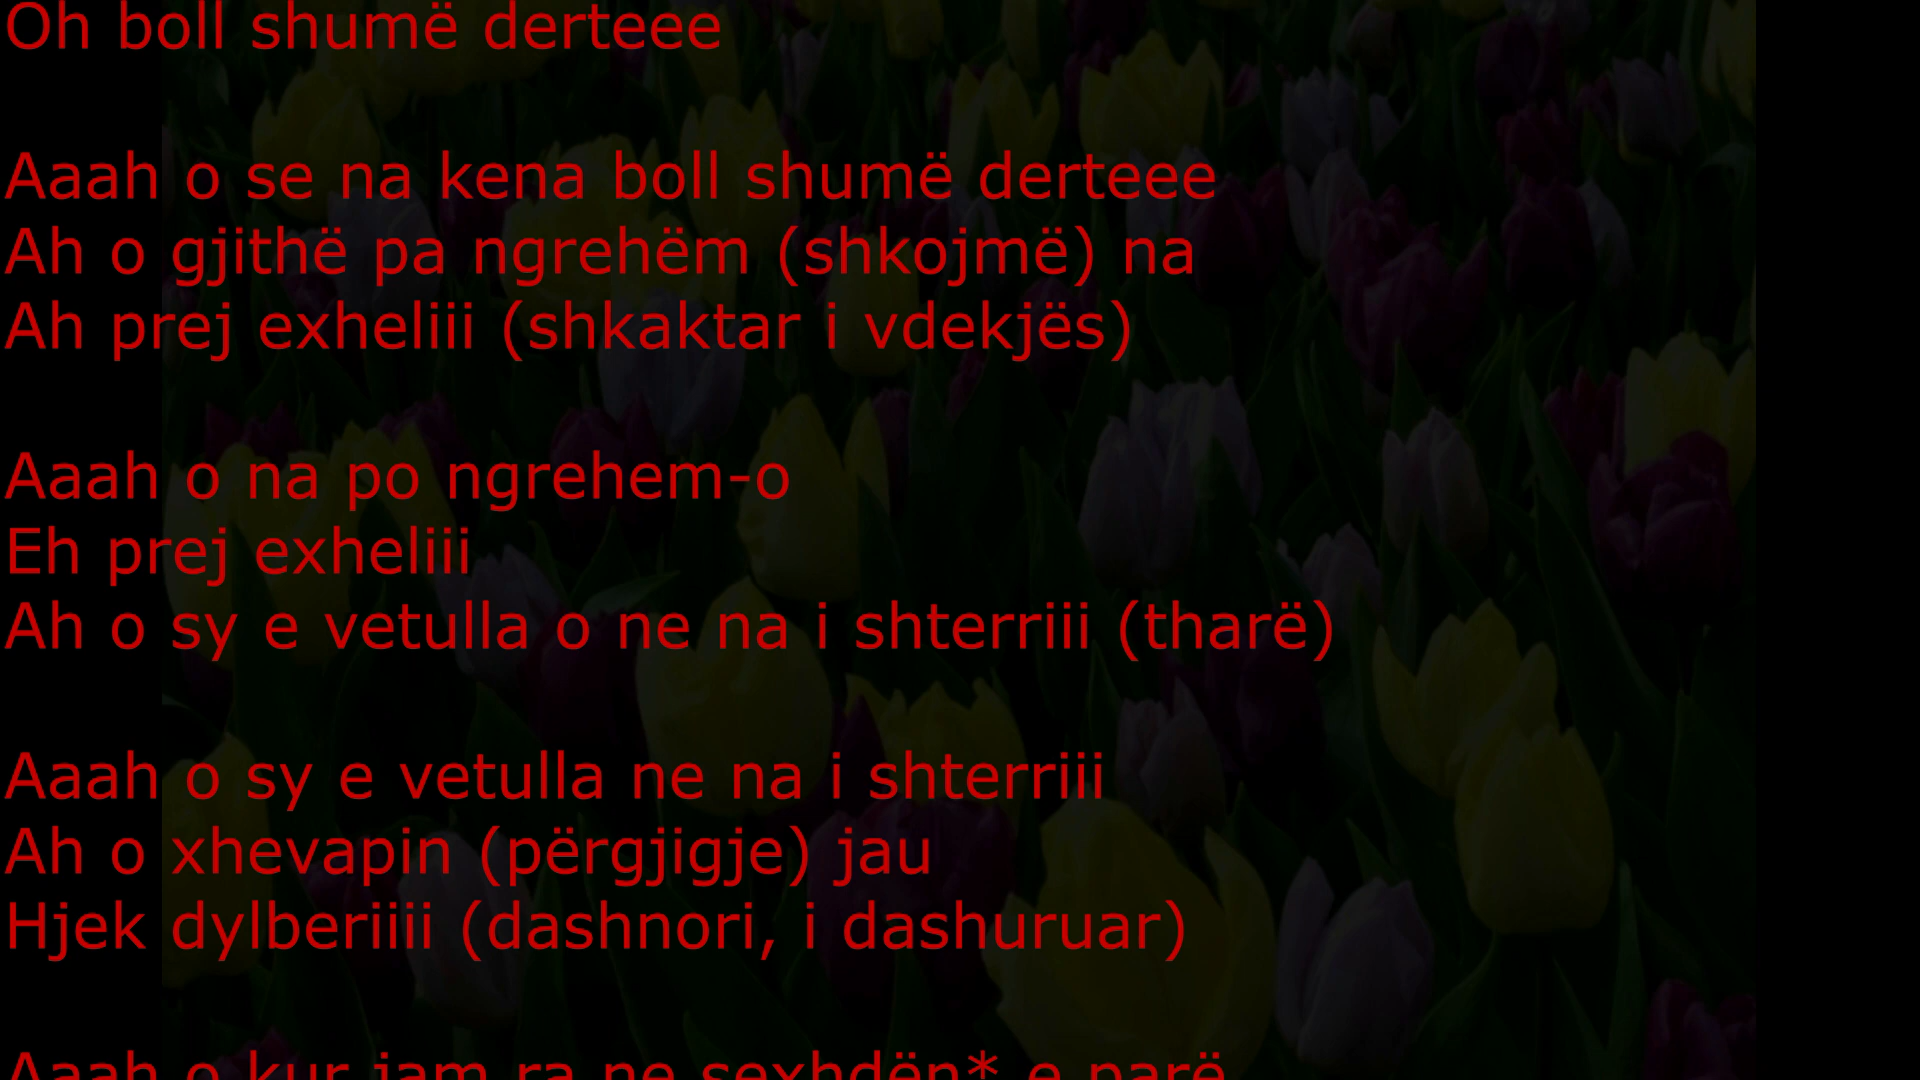 Oh boll shumë derteee
Aaah o se na kena boll shumë derteee
Ah o gjithë pa ngrehëm (shkojmë) na
Ah prej exheliii (shkaktar i vdekjës)
Aaah o na po ngrehem-o
Eh prej exheliii
Ah o sy e vetulla o ne na i shterriii (tharë)
Aaah o sy e vetulla ne na i shterriii
Ah o xhevapin (përgjigje) jau
Hjek dylberiiii (dashnori, i dashuruar)
Aaah o kur jam ra ne sexhdën* e parë